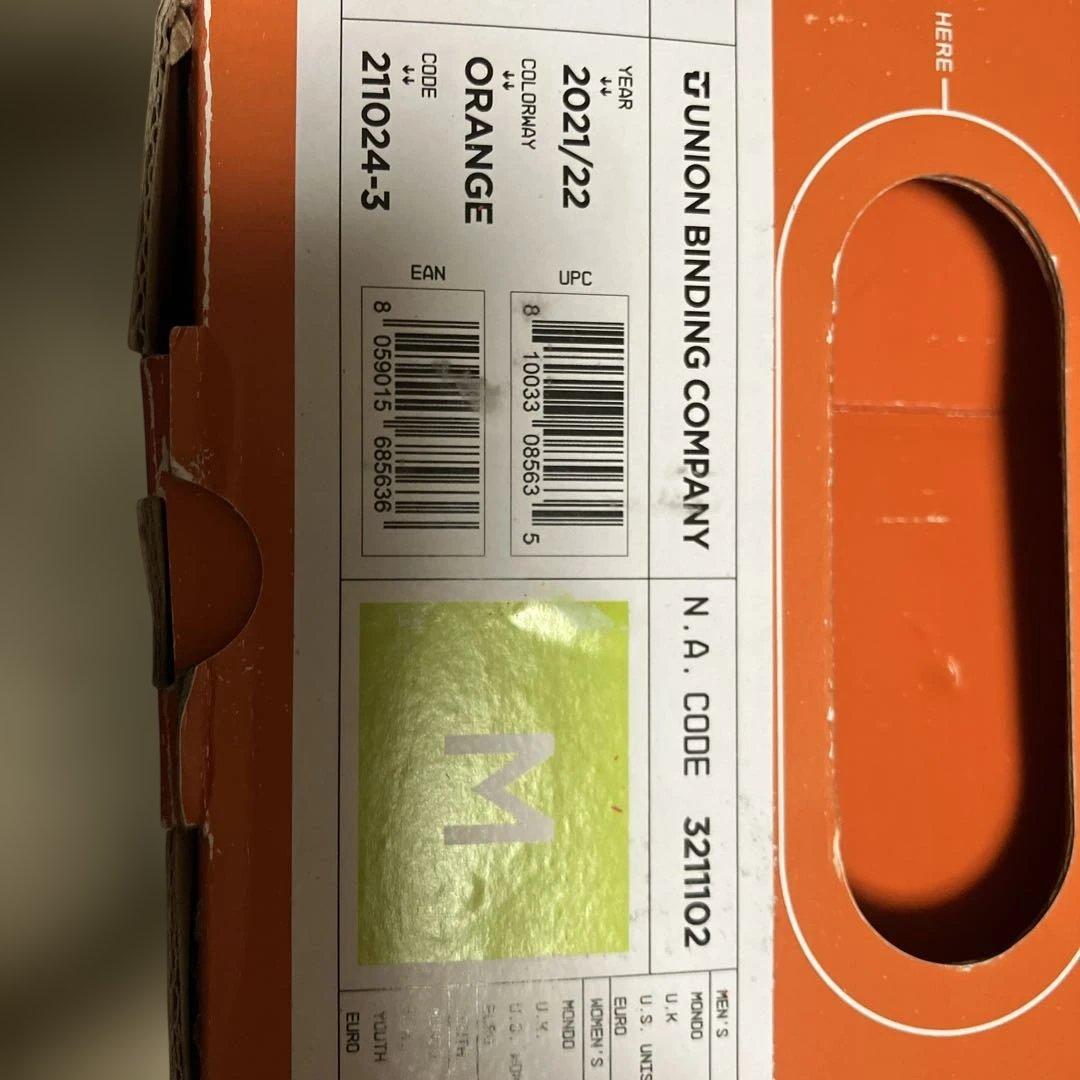 HERE
UNION BINDING COMPANY
N.A. CODE 3211102
YEAR
2021/22
COLORWAY
ORANGE
CODE
211024-3
UPC
8 10033 08563 5
EAN
8 059015 685636
M
MEN'S
MONDO
U.K
U.S. UNIS
EURO
WOMEN'S
MONDO
U.K.
YOUTH
EURO